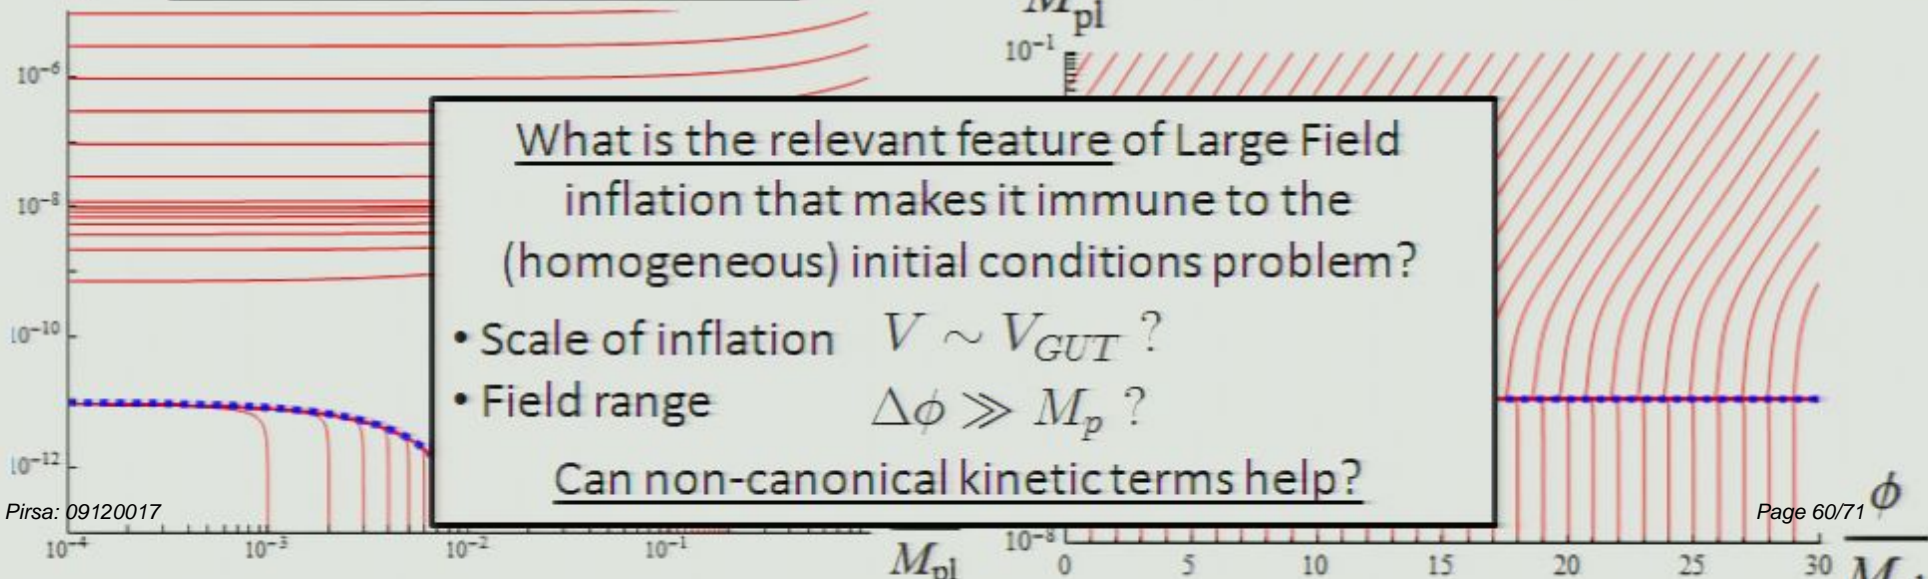 M_pl
10^-1
10^-6
10^-8
10^-10
10^-12
What is the relevant feature of Large Field
inflation that makes it immune to the
(homogeneous) initial conditions problem?
• Scale of inflation V ∼ V_GUT ?
• Field range Δϕ ≫ M_p ?
Can non-canonical kinetic terms help?
Pirsa: 09120017
Page 60/71
ϕ
10^-4 10^-3 10^-2 10^-1
M_pl
10^-8
0 5 10 15 20 25 30